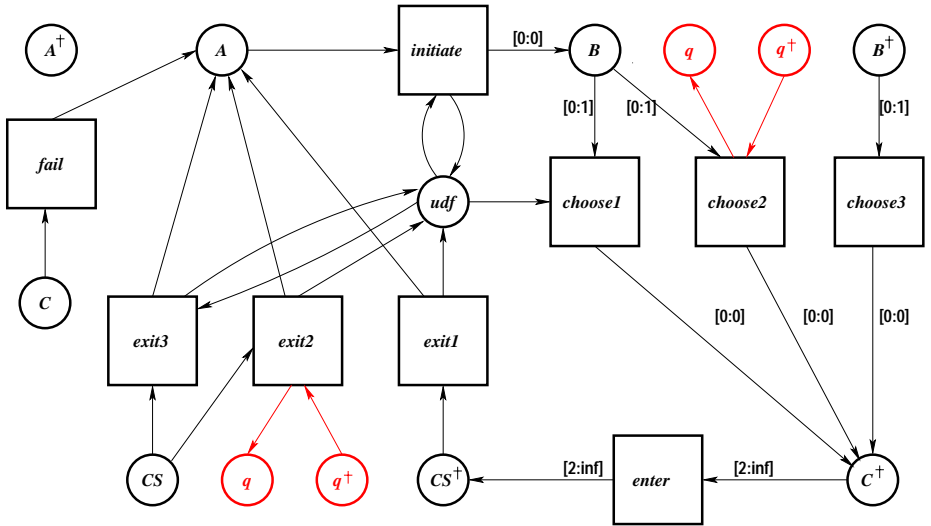 A†
A
initiate
[0:0]
B
q
q†
B†
[0:1]
[0:1]
[0:1]
fail
udf
choose1
choose2
choose3
C
[0:0]
[0:0]
[0:0]
exit3
exit2
exit1
CS
q
q†
CS†
[2:inf]
enter
[2:inf]
C†